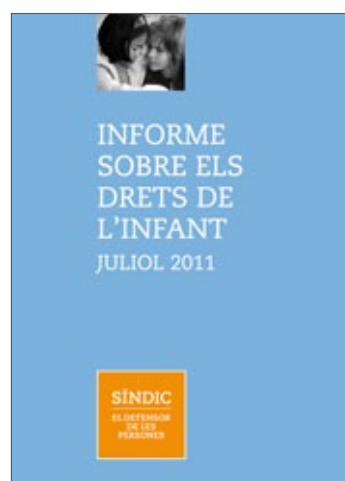 INFORME
SOBRE ELS
DRETS DE
L'INFANT
JULIOL 2011
SÍNDIC
EL DEFENSOR
DE LES
PERSONES